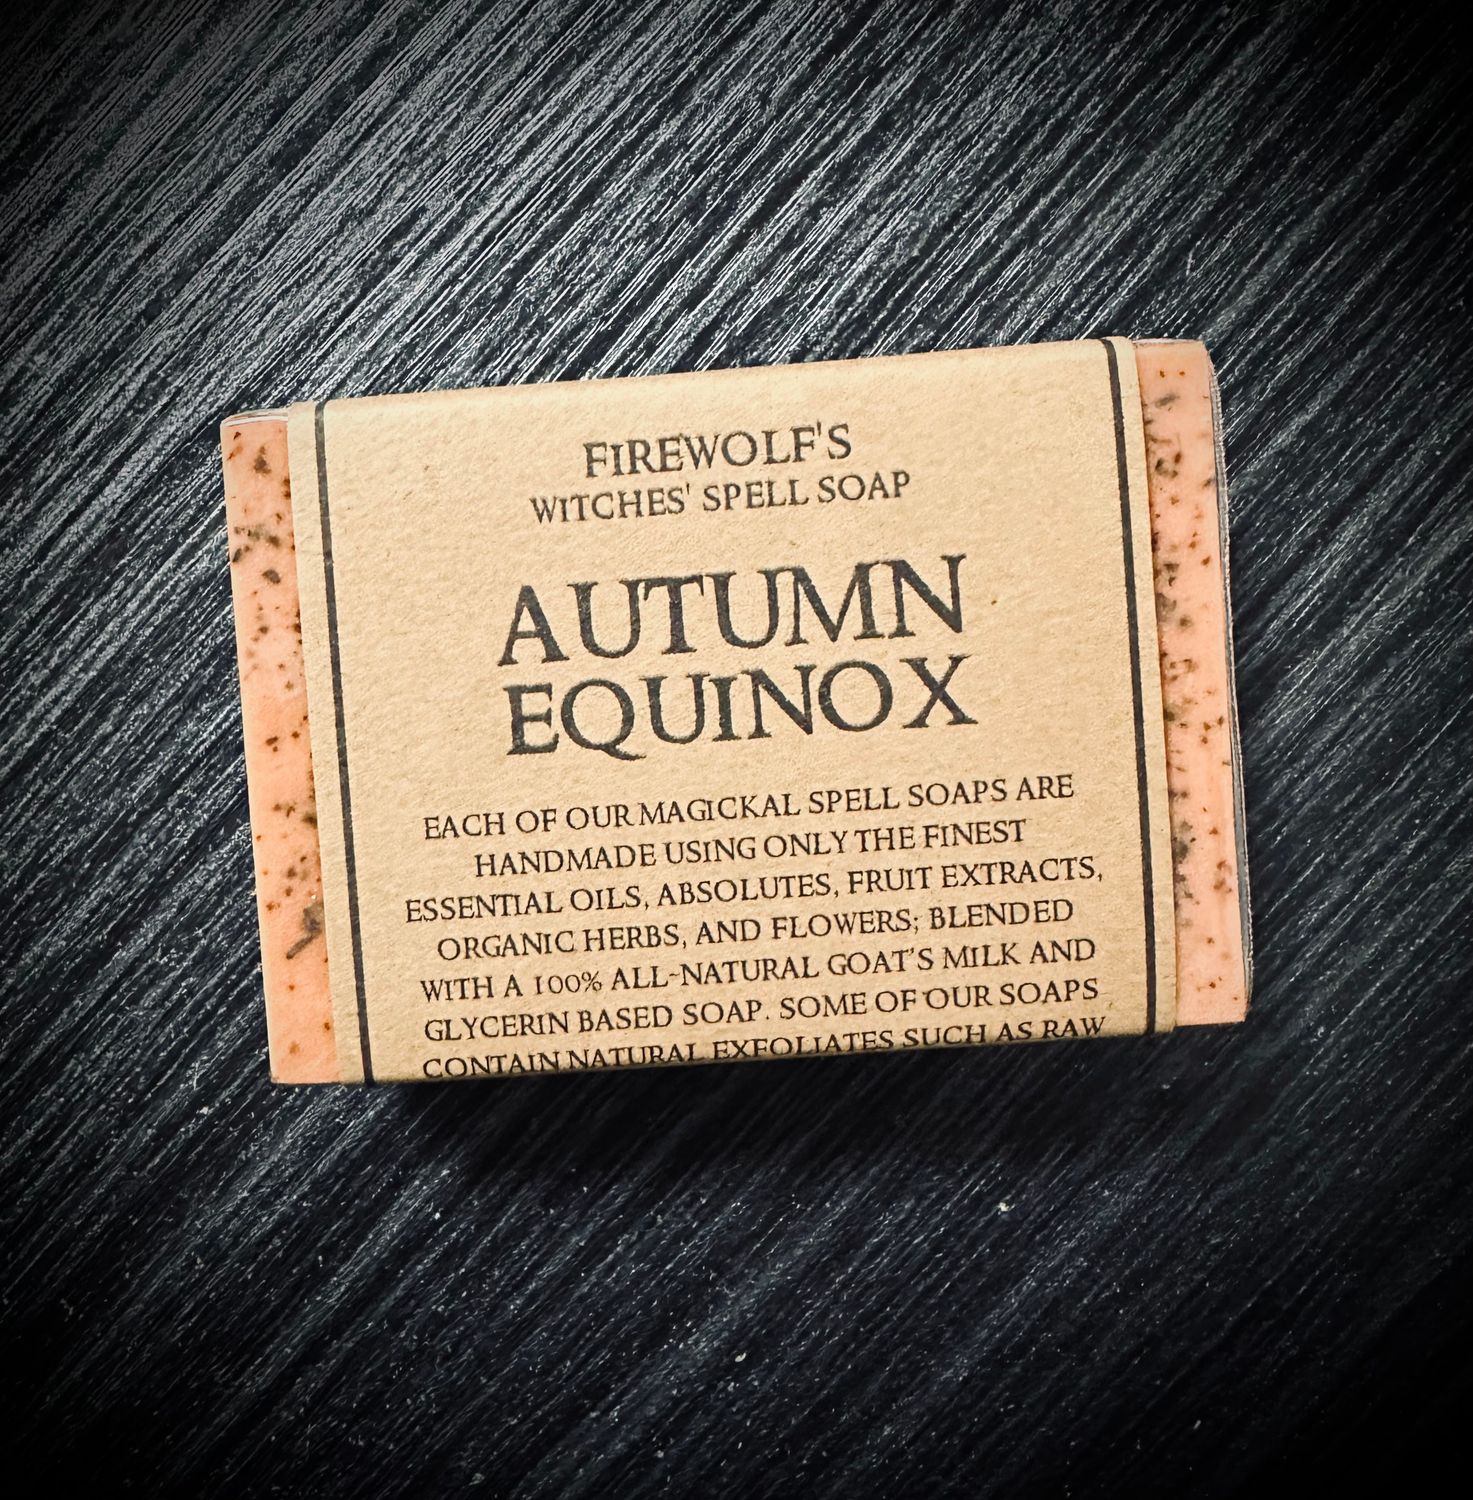 FIREWOLF'S
WITCHES' SPELL SOAP
AUTUMN
EQUINOX
EACH OF OUR MAGICKAL SPELL SOAPS ARE
HANDMADE USING ONLY THE FINEST
ESSENTIAL OILS, ABSOLUTES, FRUIT EXTRACTS,
ORGANIC HERBS, AND FLOWERS; BLENDED
WITH A 100% ALL-NATURAL GOAT'S MILK AND
GLYCERIN BASED SOAP. SOME OF OUR SOAPS
CONTAIN NATURAL EXFOLIATES SUCH AS RAW